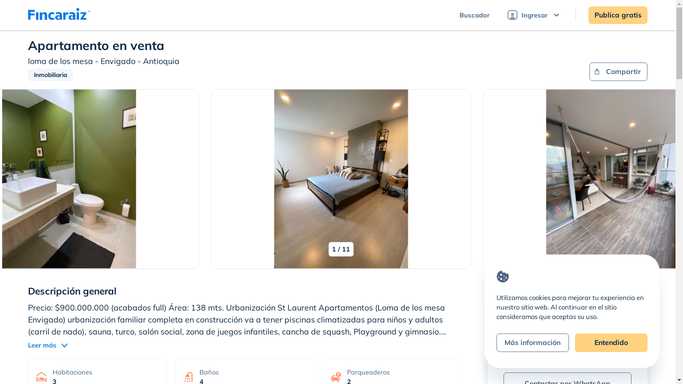 Fincaraiz
Buscador
Ingresar
Publica gratis
Apartamento en venta
loma de los mesa - Envigado - Antioquia
Inmobiliaria
Compartir
1 / 11
Descripción general
Precio: $900.000.000 (acabados full) Área: 138 mts. Urbanización St Laurent Apartamentos (Loma de los mesa
Envigado) urbanización familiar completa en construcción va a tener piscinas climatizadas para niños y adultos
(carril de nado), sauna, turco, salón social, zona de juegos infantiles, cancha de squash, Playground y gimnasio....
Leer más
Habitaciones
3
Baños
4
Parqueaderos
2
Utilizamos cookies para mejorar tu experiencia en
nuestro sitio web. Al continuar en el sitio
consideramos que aceptas su uso.
Más información
Entendido
Contactar por WhatsApp